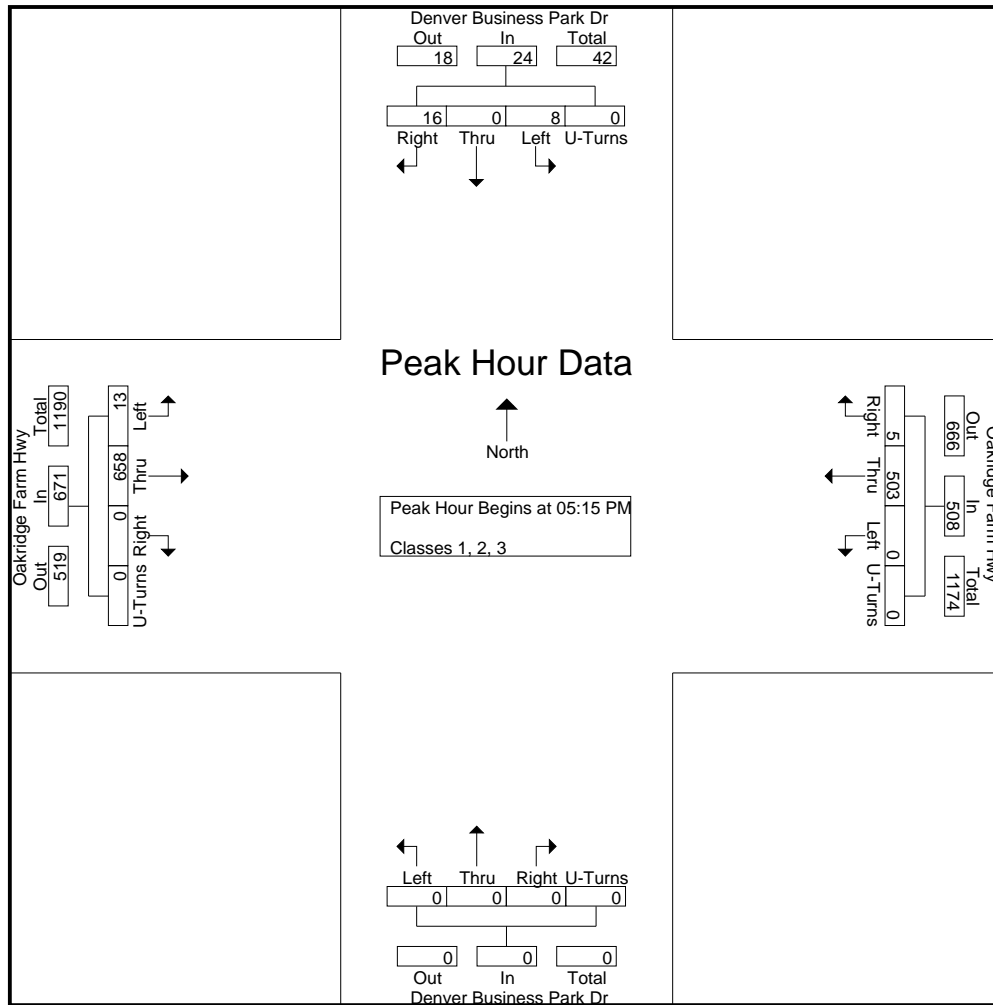 Denver Business Park Dr
Out In Total
18 24 42
16 0 8 0
Right Thru Left U-Turns
Peak Hour Data
North
Peak Hour Begins at 05:15 PM
Classes 1, 2, 3
Oakridge Farm Hwy
Out In Total
519 671 1190
0 0 658 13
U-Turns Right Thru Left
Oakridge Farm Hwy
Out In Total
666 508 1174
5 503 0 0
Right Thru Left U-Turns
Left Thru Right U-Turns
0 0 0 0
0 0 0
Out In Total
Denver Business Park Dr